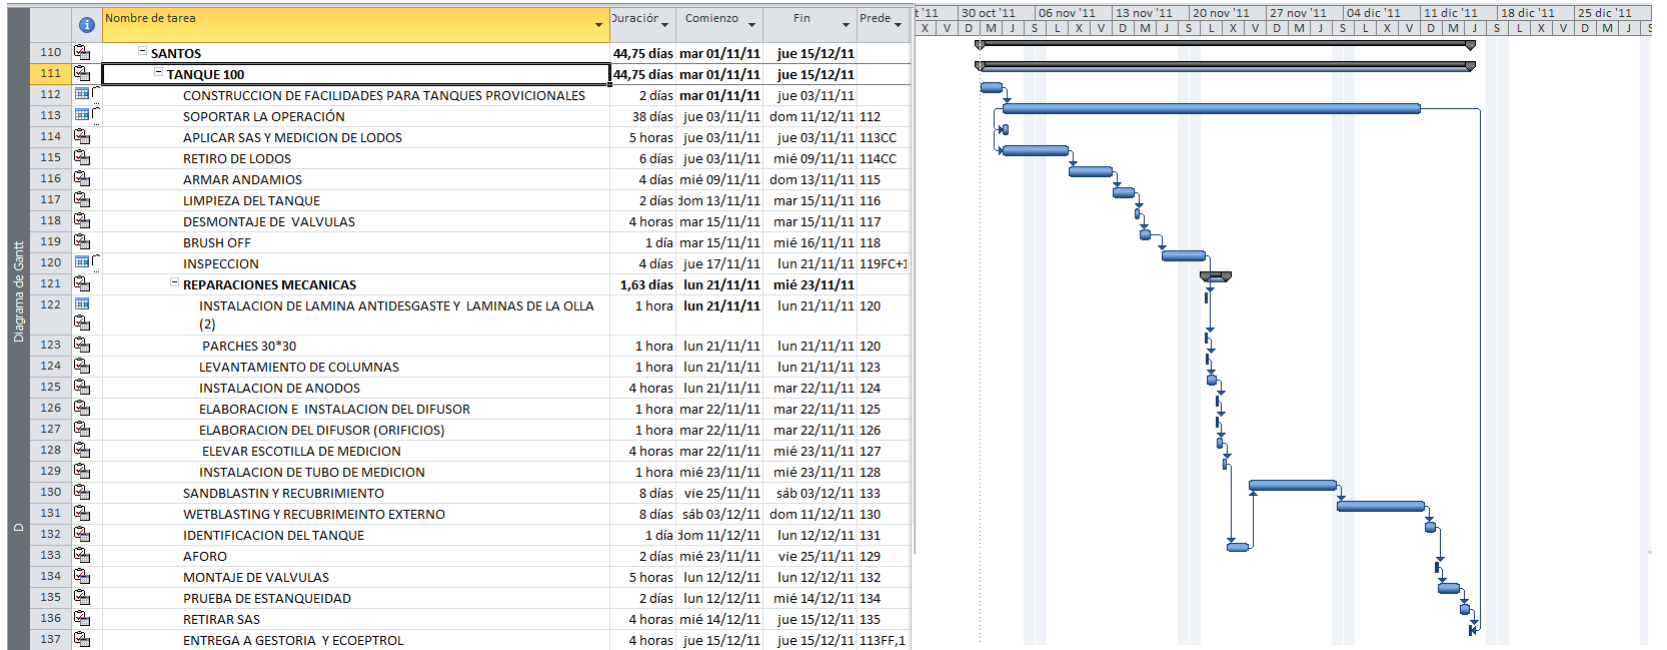 Nombre de tarea Duración Comienzo Fin Prede t '11 30 oct '11 06 nov '11 13 nov '11 20 nov '11 27 nov '11 04 dic '11 11 dic '11 18 dic '11 25 dic '11
X V D M J S L X V D M J S L X V D M J S L X V D M J S L X V D M J S
110 SANTOS 44,75 días mar 01/11/11 jue 15/12/11
111 TANQUE 100 44,75 días mar 01/11/11 jue 15/12/11
112 CONSTRUCCION DE FACILIDADES PARA TANQUES PROVICIONALES 2 días mar 01/11/11 jue 03/11/11
113 SOPORTAR LA OPERACIÓN 38 días jue 03/11/11 dom 11/12/11 112
114 APLICAR SAS Y MEDICION DE LODOS 5 horas jue 03/11/11 jue 03/11/11 113CC
115 RETIRO DE LODOS 6 días jue 03/11/11 mié 09/11/11 114CC
116 ARMAR ANDAMIOS 4 días mié 09/11/11 dom 13/11/11 115
117 LIMPIEZA DEL TANQUE 2 días dom 13/11/11 mar 15/11/11 116
118 DESMONTAJE DE VALVULAS 4 horas mar 15/11/11 mar 15/11/11 117
119 BRUSH OFF 1 día mar 15/11/11 mié 16/11/11 118
120 INSPECCION 4 días jue 17/11/11 lun 21/11/11 119FC+1
121 REPARACIONES MECANICAS 1,63 días lun 21/11/11 mié 23/11/11
122 INSTALACION DE LAMINA ANTIDESGASTE Y LAMINAS DE LA OLLA 1 hora lun 21/11/11 lun 21/11/11 120
(2)
123 PARCHES 30*30 1 hora lun 21/11/11 lun 21/11/11 120
124 LEVANTAMIENTO DE COLUMNAS 1 hora lun 21/11/11 lun 21/11/11 123
125 INSTALACION DE ANODOS 4 horas lun 21/11/11 mar 22/11/11 124
126 ELABORACION E INSTALACION DEL DIFUSOR 1 hora mar 22/11/11 mar 22/11/11 125
127 ELABORACION DEL DIFUSOR (ORIFICIOS) 1 hora mar 22/11/11 mar 22/11/11 126
128 ELEVAR ESCOTILLA DE MEDICION 4 horas mar 22/11/11 mié 23/11/11 127
129 INSTALACION DE TUBO DE MEDICION 1 hora mié 23/11/11 mié 23/11/11 128
130 SANDBLASTIN Y RECUBRIMIENTO 8 días vie 25/11/11 sáb 03/12/11 133
131 WETBLASTING Y RECUBRIMEINTO EXTERNO 8 días sáb 03/12/11 dom 11/12/11 130
132 IDENTIFICACION DEL TANQUE 1 día dom 11/12/11 lun 12/12/11 131
133 AFORO 2 días mié 23/11/11 vie 25/11/11 129
134 MONTAJE DE VALVULAS 5 horas lun 12/12/11 lun 12/12/11 132
135 PRUEBA DE ESTANQUEIDAD 2 días lun 12/12/11 mié 14/12/11 134
136 RETIRAR SAS 4 horas mié 14/12/11 jue 15/12/11 135
137 ENTREGA A GESTORIA Y ECOEPTROL 4 horas jue 15/12/11 jue 15/12/11 113FF,1
Diagrama de Gantt
D